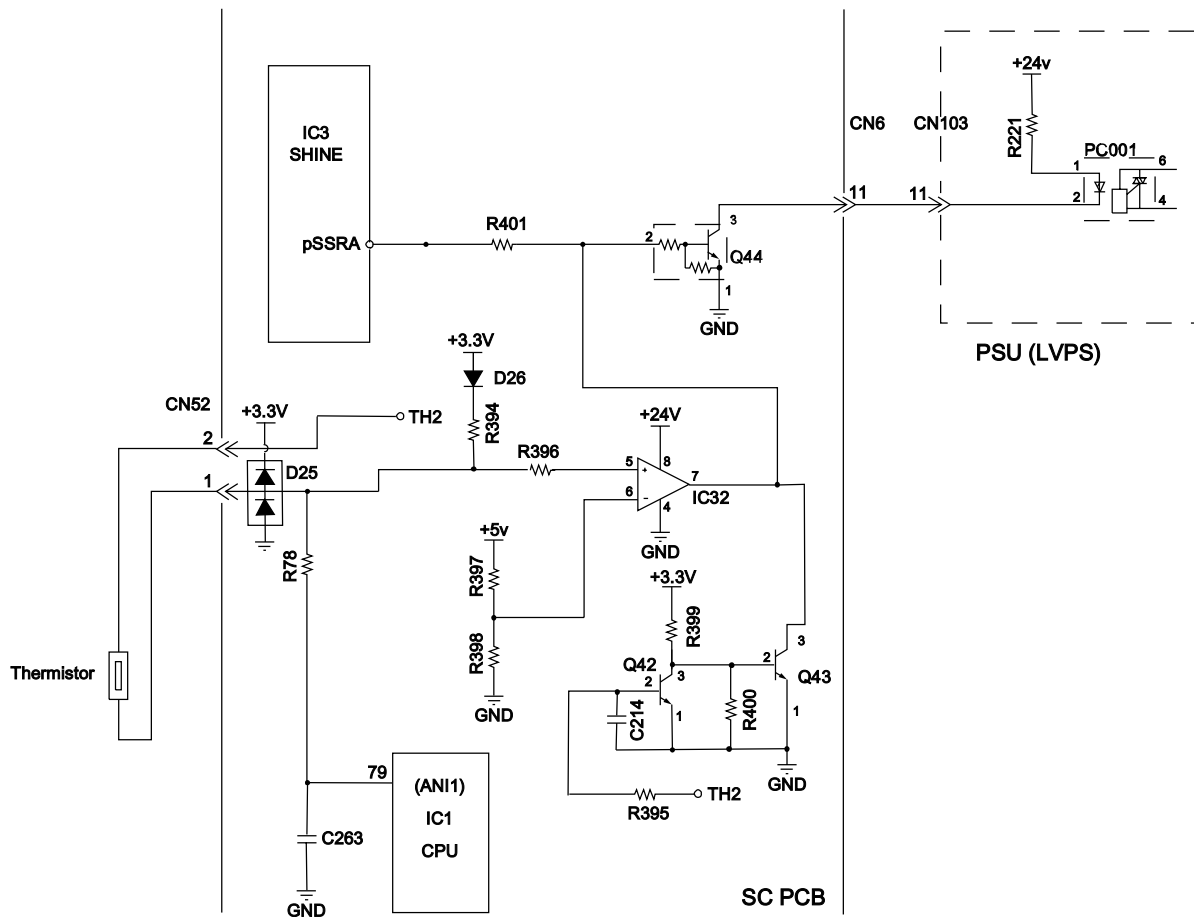 +24v
IC3
SHINE
CN6
CN103
R221
PC001
1
6
2
4
11
11
R401
3
pSSRA
2
Q44
1
GND
PSU (LVPS)
+3.3V
D26
CN52
+3.3V
TH2
R394
+24V
2
R396
D25
5
+
8
7
1
6
−
IC32
4
+5v
GND
R78
R397
+3.3V
R399
R398
3
Q42
3
2
Thermistor
2
Q43
GND
C214
1
R400
1
79
(ANI1)
GND
TH2
IC1
R395
C263
CPU
GND
SC PCB